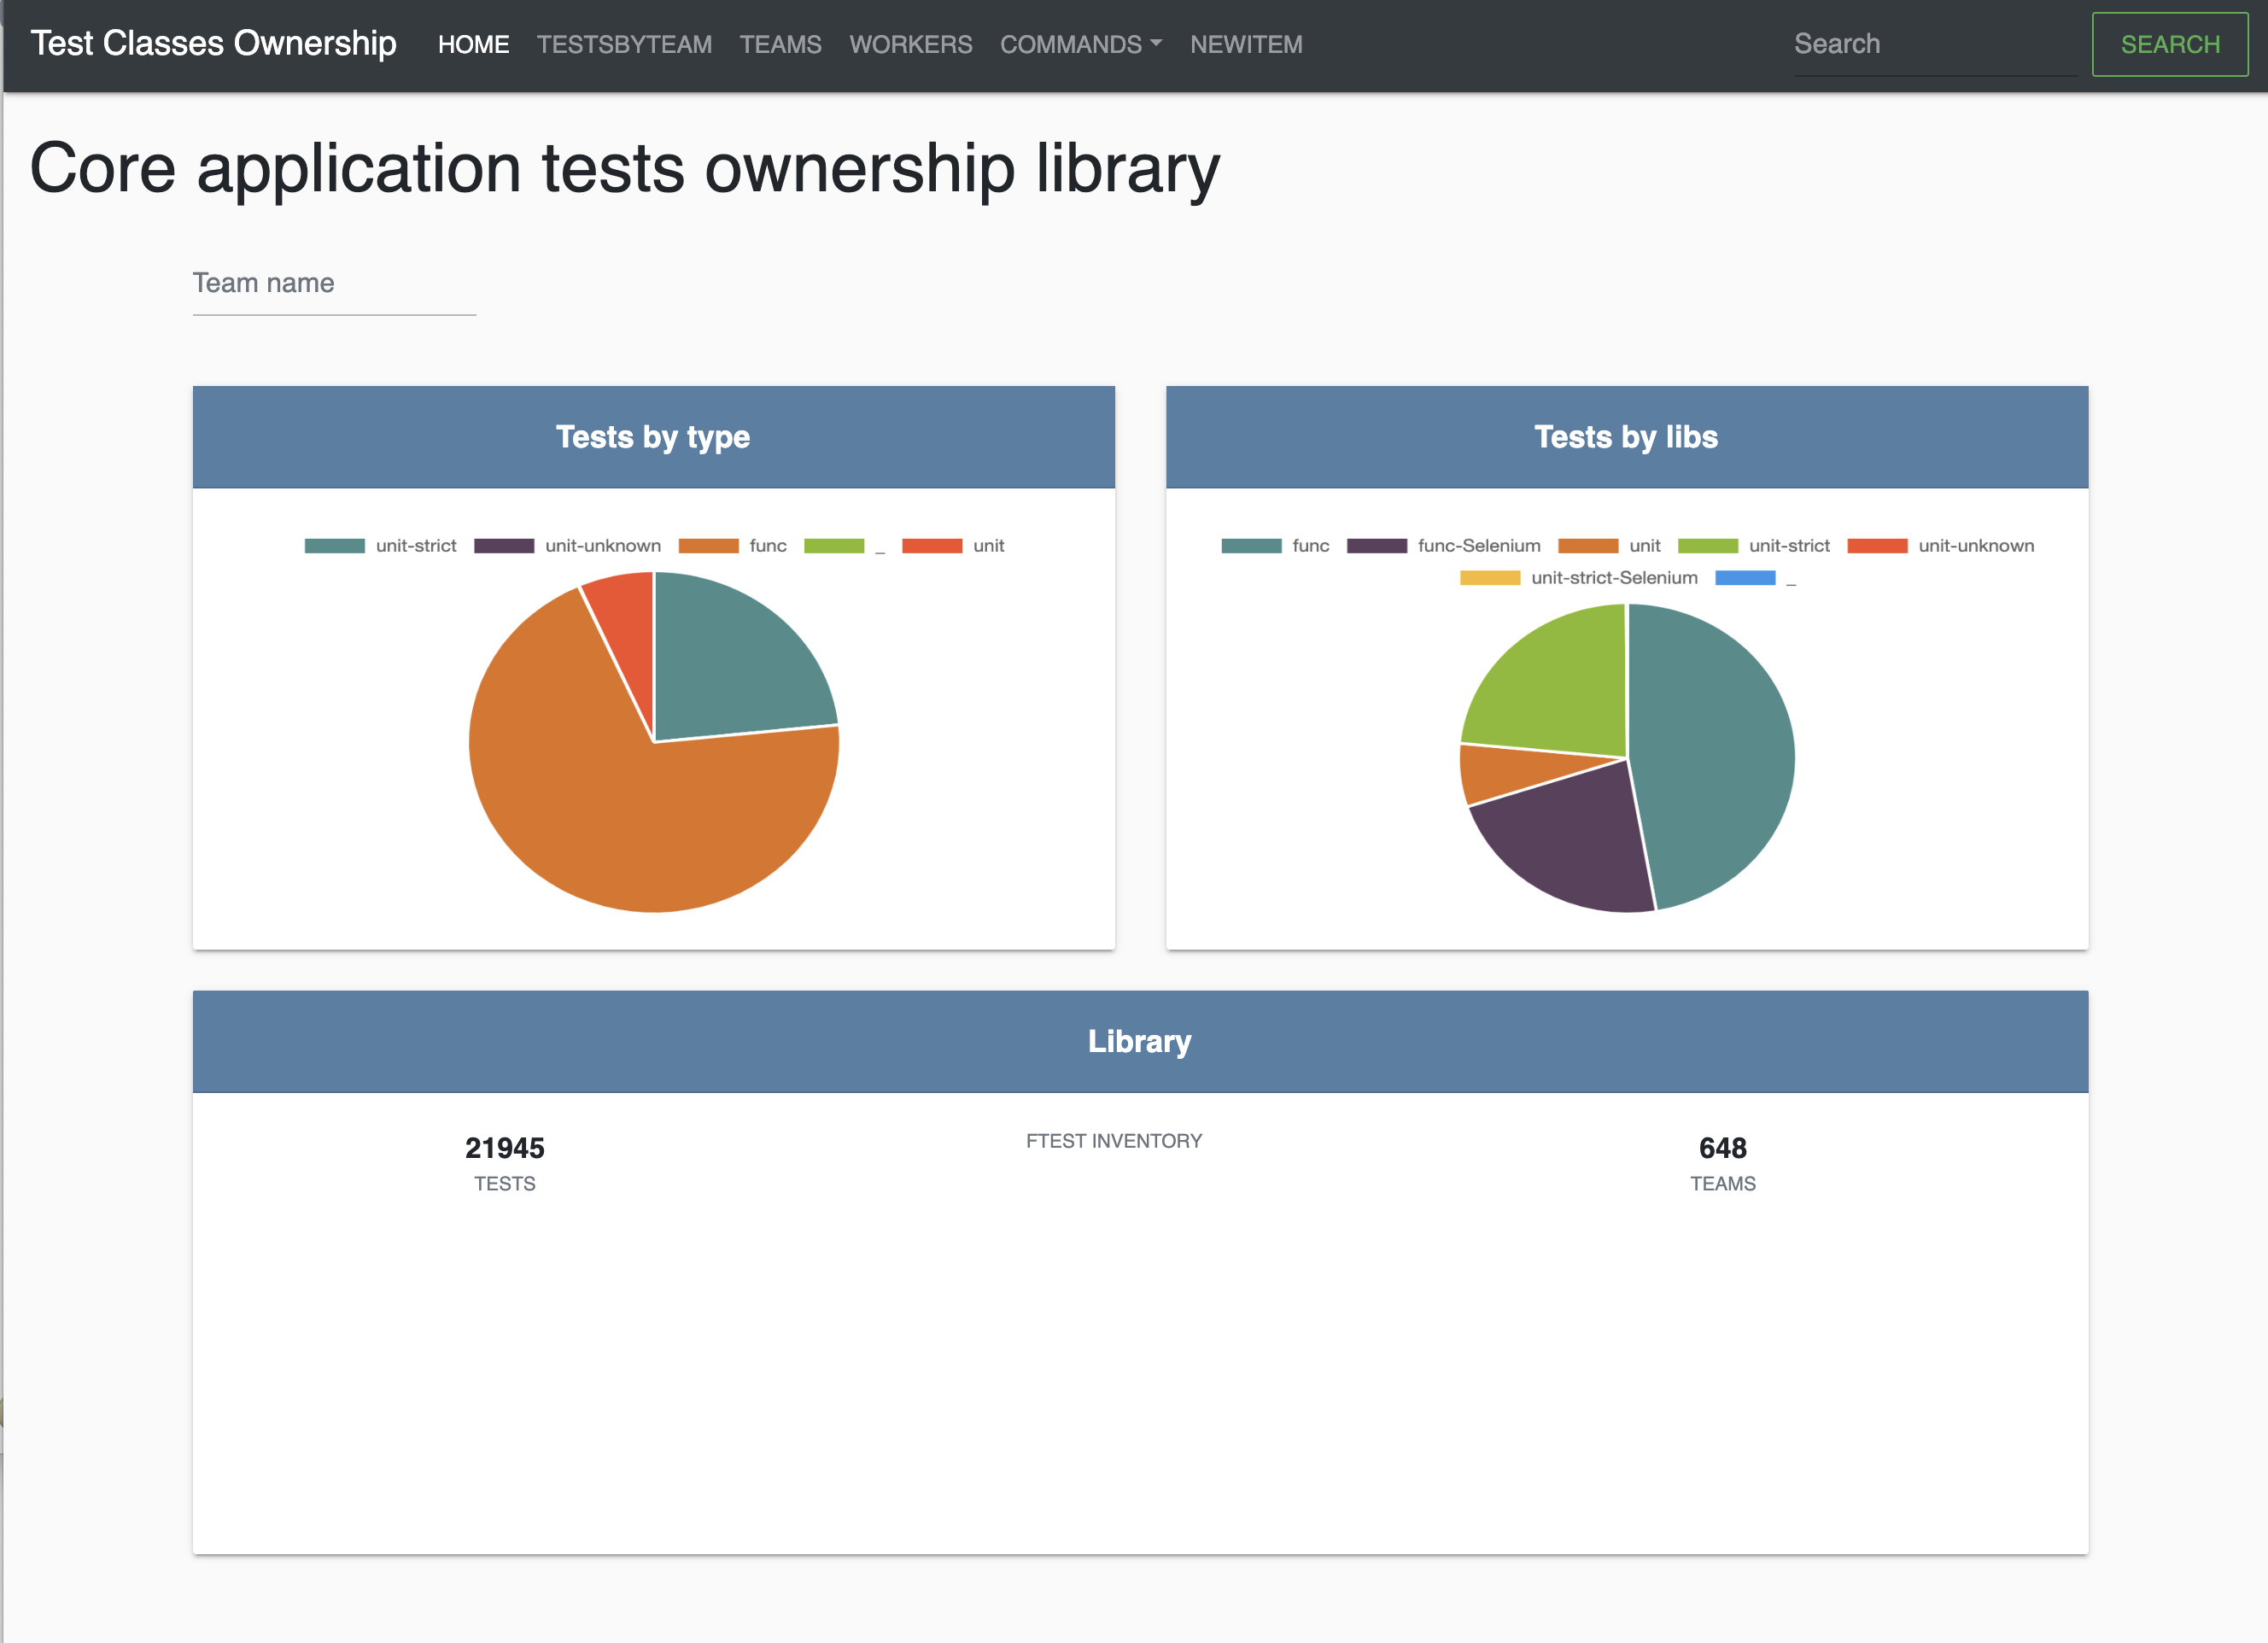 Test Classes Ownership HOME TESTSBYTEAM TEAMS WORKERS COMMANDS NEWITEM Search SEARCH
Core application tests ownership library
Team name
Tests by type
unit-strict unit-unknown func _ unit
Tests by libs
func func-Selenium unit unit-strict unit-unknown
unit-strict-Selenium _
Library
21945
TESTS
FTEST INVENTORY
648
TEAMS